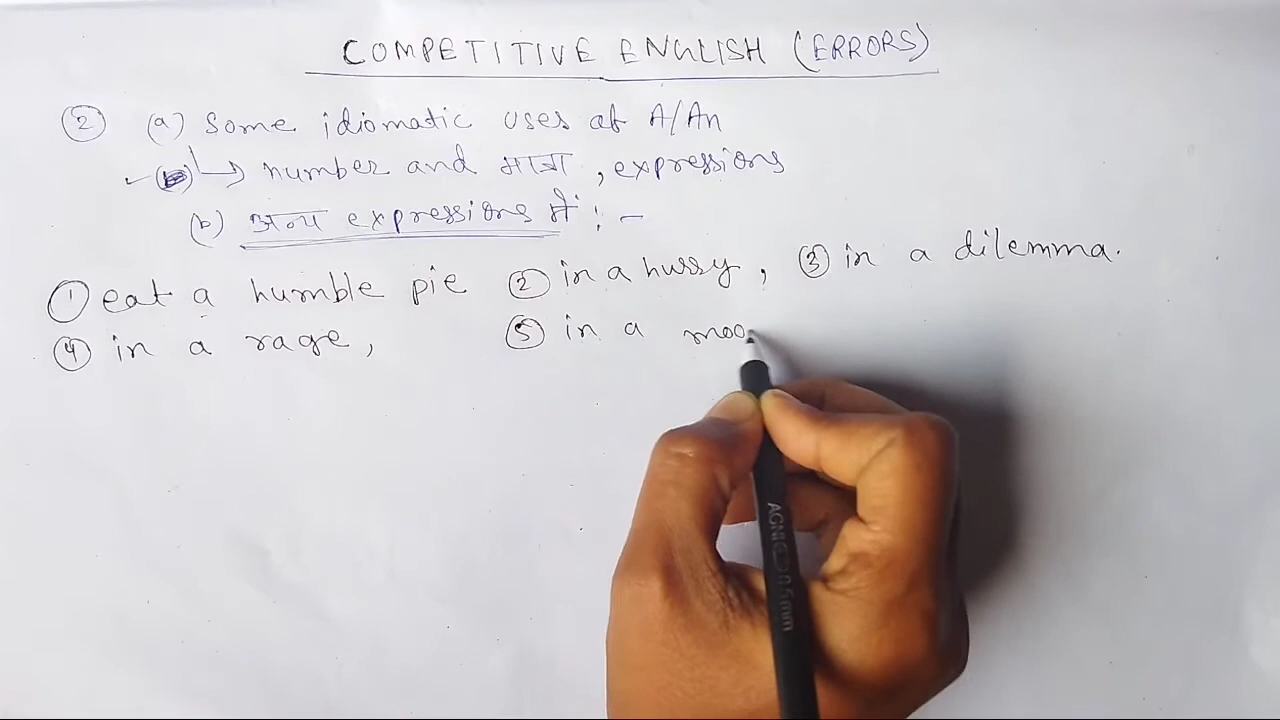 COMPETITIVE ENGLISH (ERRORS)
② (a) Some idiomatic uses of A/An
↳ number and मात्रा, expressions
(b) अन्य expressions में :-
① eat a humble pie ② in a hurry, ③ in a dilemma.
④ in a rage, ⑤ in a moo